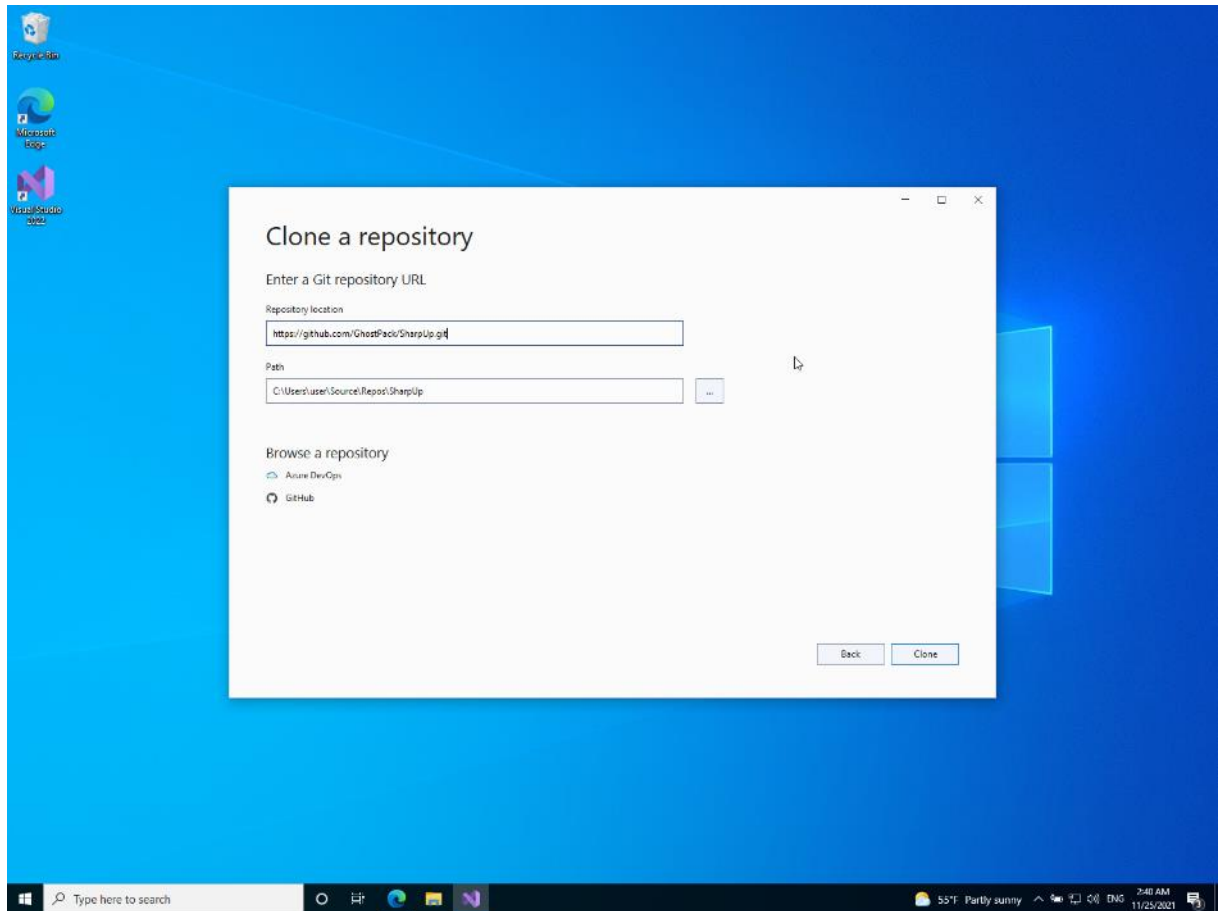 Recycle Bin
Microsoft
Edge
Visual Studio
2022
Clone a repository
Enter a Git repository URL
Repository location
https://github.com/GhostPack/SharpUp.git
Path
C:\Users\user\Source\Repos\SharpUp
...
Browse a repository
Azure DevOps
GitHub
Back
Clone
Type here to search
55°F Partly sunny
ENG
2:40 AM
11/25/2021
3